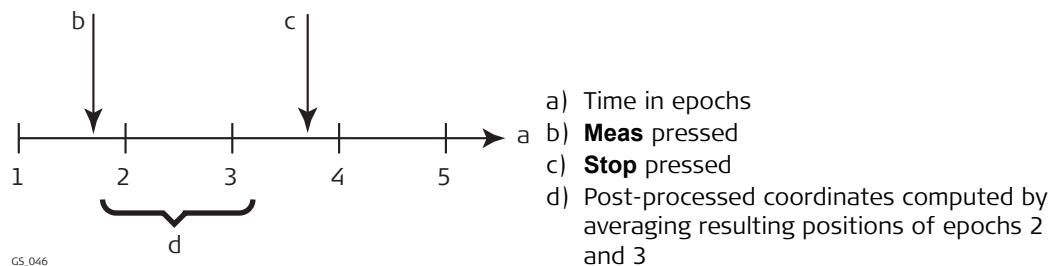 b
c
a
1 2 3 4 5
d
GS_046
a) Time in epochs
b) Meas pressed
c) Stop pressed
d) Post-processed coordinates computed by
averaging resulting positions of epochs 2
and 3